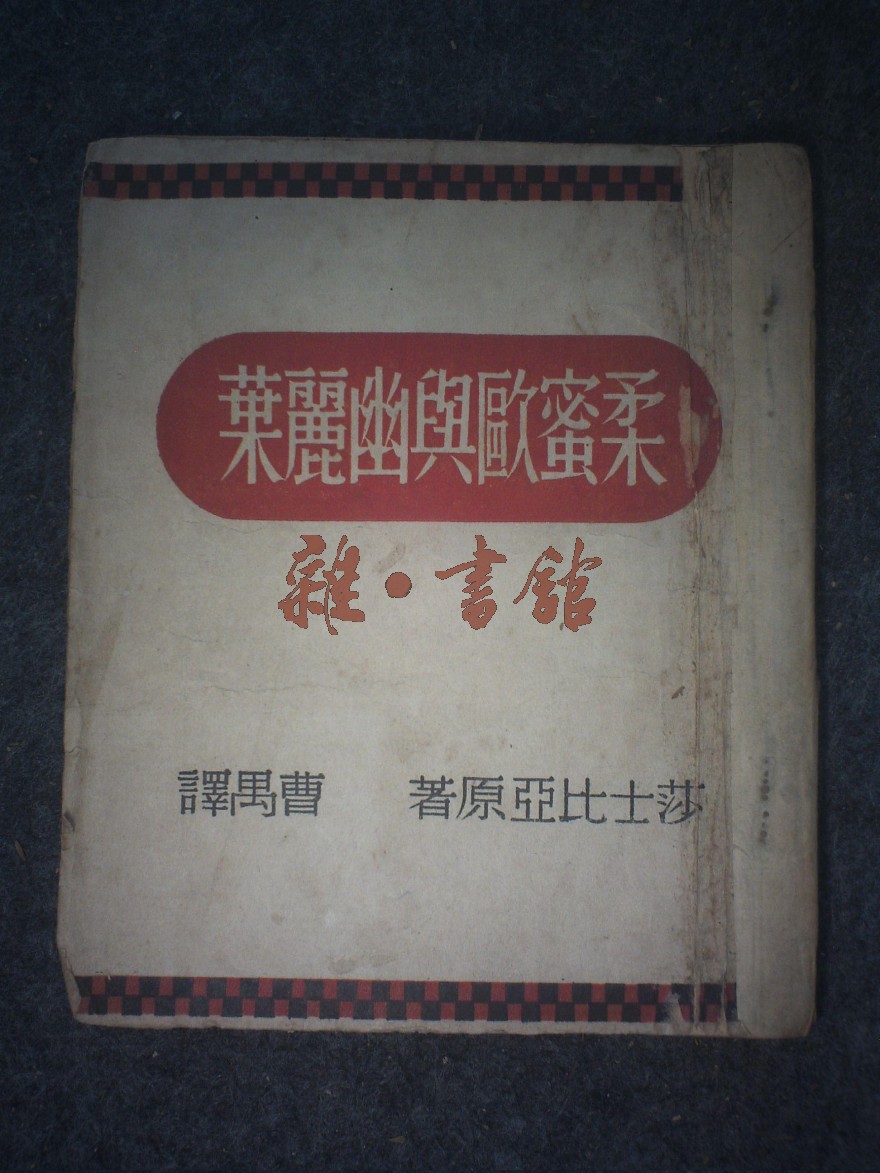 柔蜜歐與幽麗葉
雜·書館
莎士比亞原著 曹禺譯